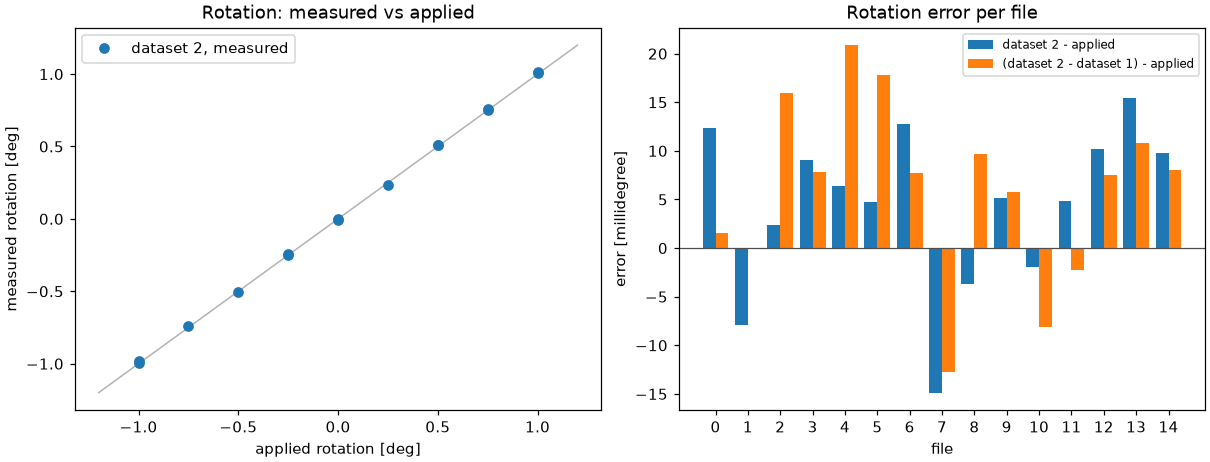 Rotation: measured vs applied
dataset 2, measured
1.0
0.5
0.0
−0.5
−1.0
measured rotation [deg]
−1.0 −0.5 0.0 0.5 1.0
applied rotation [deg]
Rotation error per file
dataset 2 - applied
(dataset 2 - dataset 1) - applied
20
15
10
5
0
−5
−10
−15
error [millidegree]
0 1 2 3 4 5 6 7 8 9 10 11 12 13 14
file